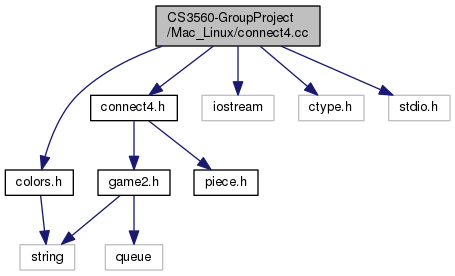 CS3560-GroupProject
/Mac_Linux/connect4.cc
connect4.h
iostream
ctype.h
stdio.h
colors.h
game2.h
piece.h
string
queue